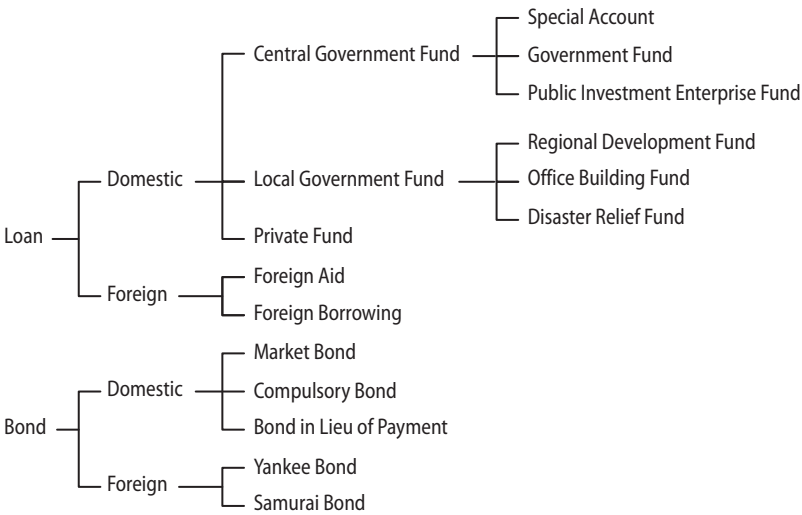 Special Account
Central Government Fund
Government Fund
Public Investment Enterprise Fund
Regional Development Fund
Domestic
Local Government Fund
Office Building Fund
Disaster Relief Fund
Loan
Private Fund
Foreign Aid
Foreign
Foreign Borrowing
Market Bond
Domestic
Compulsory Bond
Bond
Bond in Lieu of Payment
Yankee Bond
Foreign
Samurai Bond